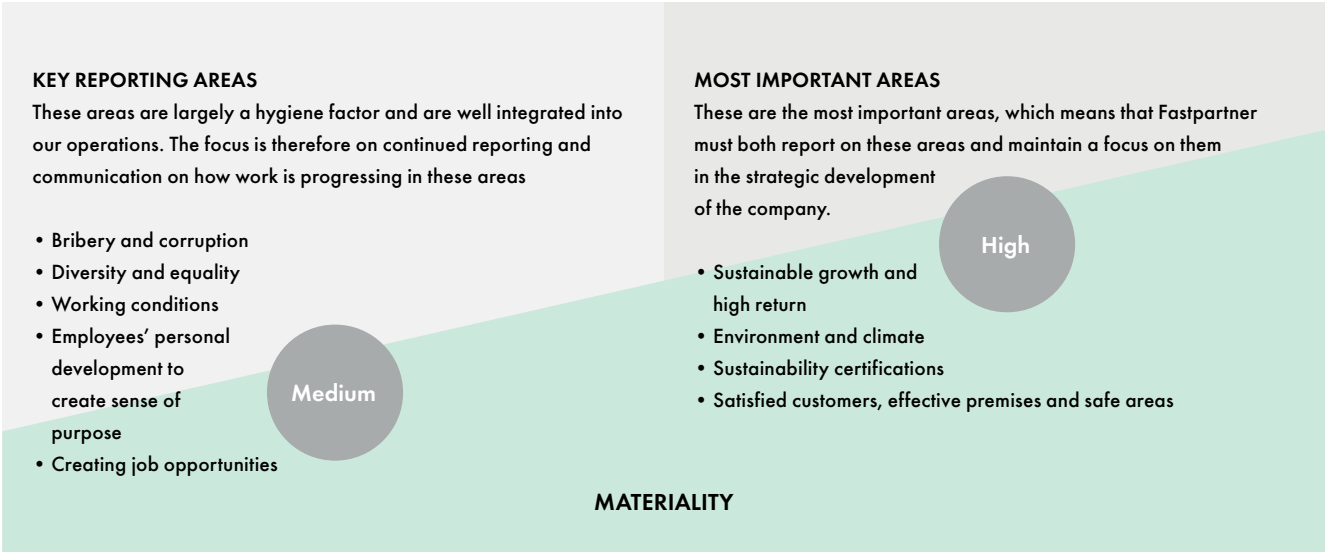 KEY REPORTING AREAS
These areas are largely a hygiene factor and are well integrated into
our operations. The focus is therefore on continued reporting and
communication on how work is progressing in these areas
• Bribery and corruption
• Diversity and equality
• Working conditions
• Employees’ personal
development to
create sense of
purpose
• Creating job opportunities
Medium
MOST IMPORTANT AREAS
These are the most important areas, which means that Fastpartner
must both report on these areas and maintain a focus on them
in the strategic development
of the company.
• Sustainable growth and
high return
• Environment and climate
• Sustainability certifications
• Satisfied customers, effective premises and safe areas
High
MATERIALITY